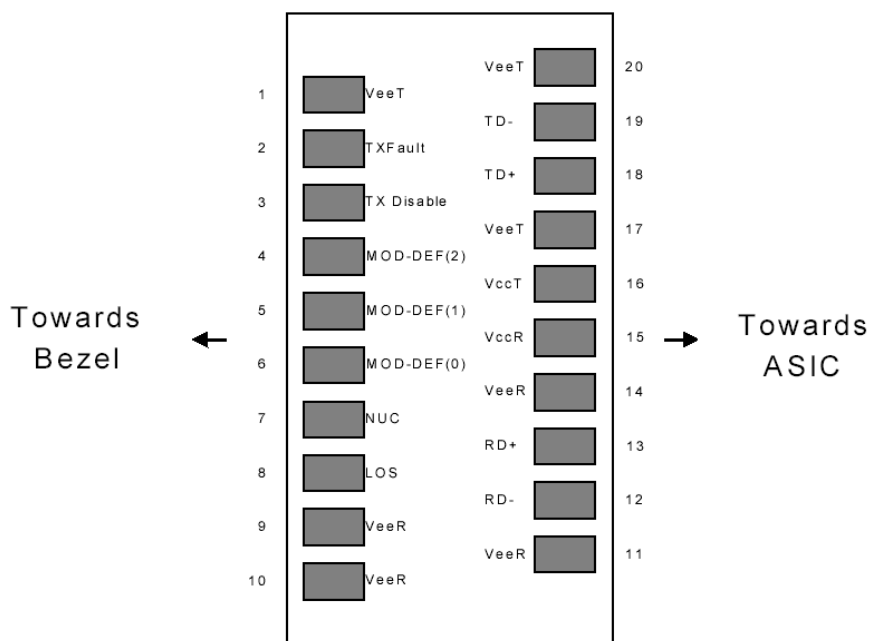 VeeT 20
1 VeeT
TD- 19
2 TXFault
TD+ 18
3 TX Disable
VeeT 17
4 MOD-DEF(2)
VccT 16
5 MOD-DEF(1)
Towards
Bezel
VccR 15
Towards
ASIC
6 MOD-DEF(0)
VeeR 14
7 NUC
RD+ 13
8 LOS
RD- 12
9 VeeR
VeeR 11
10 VeeR